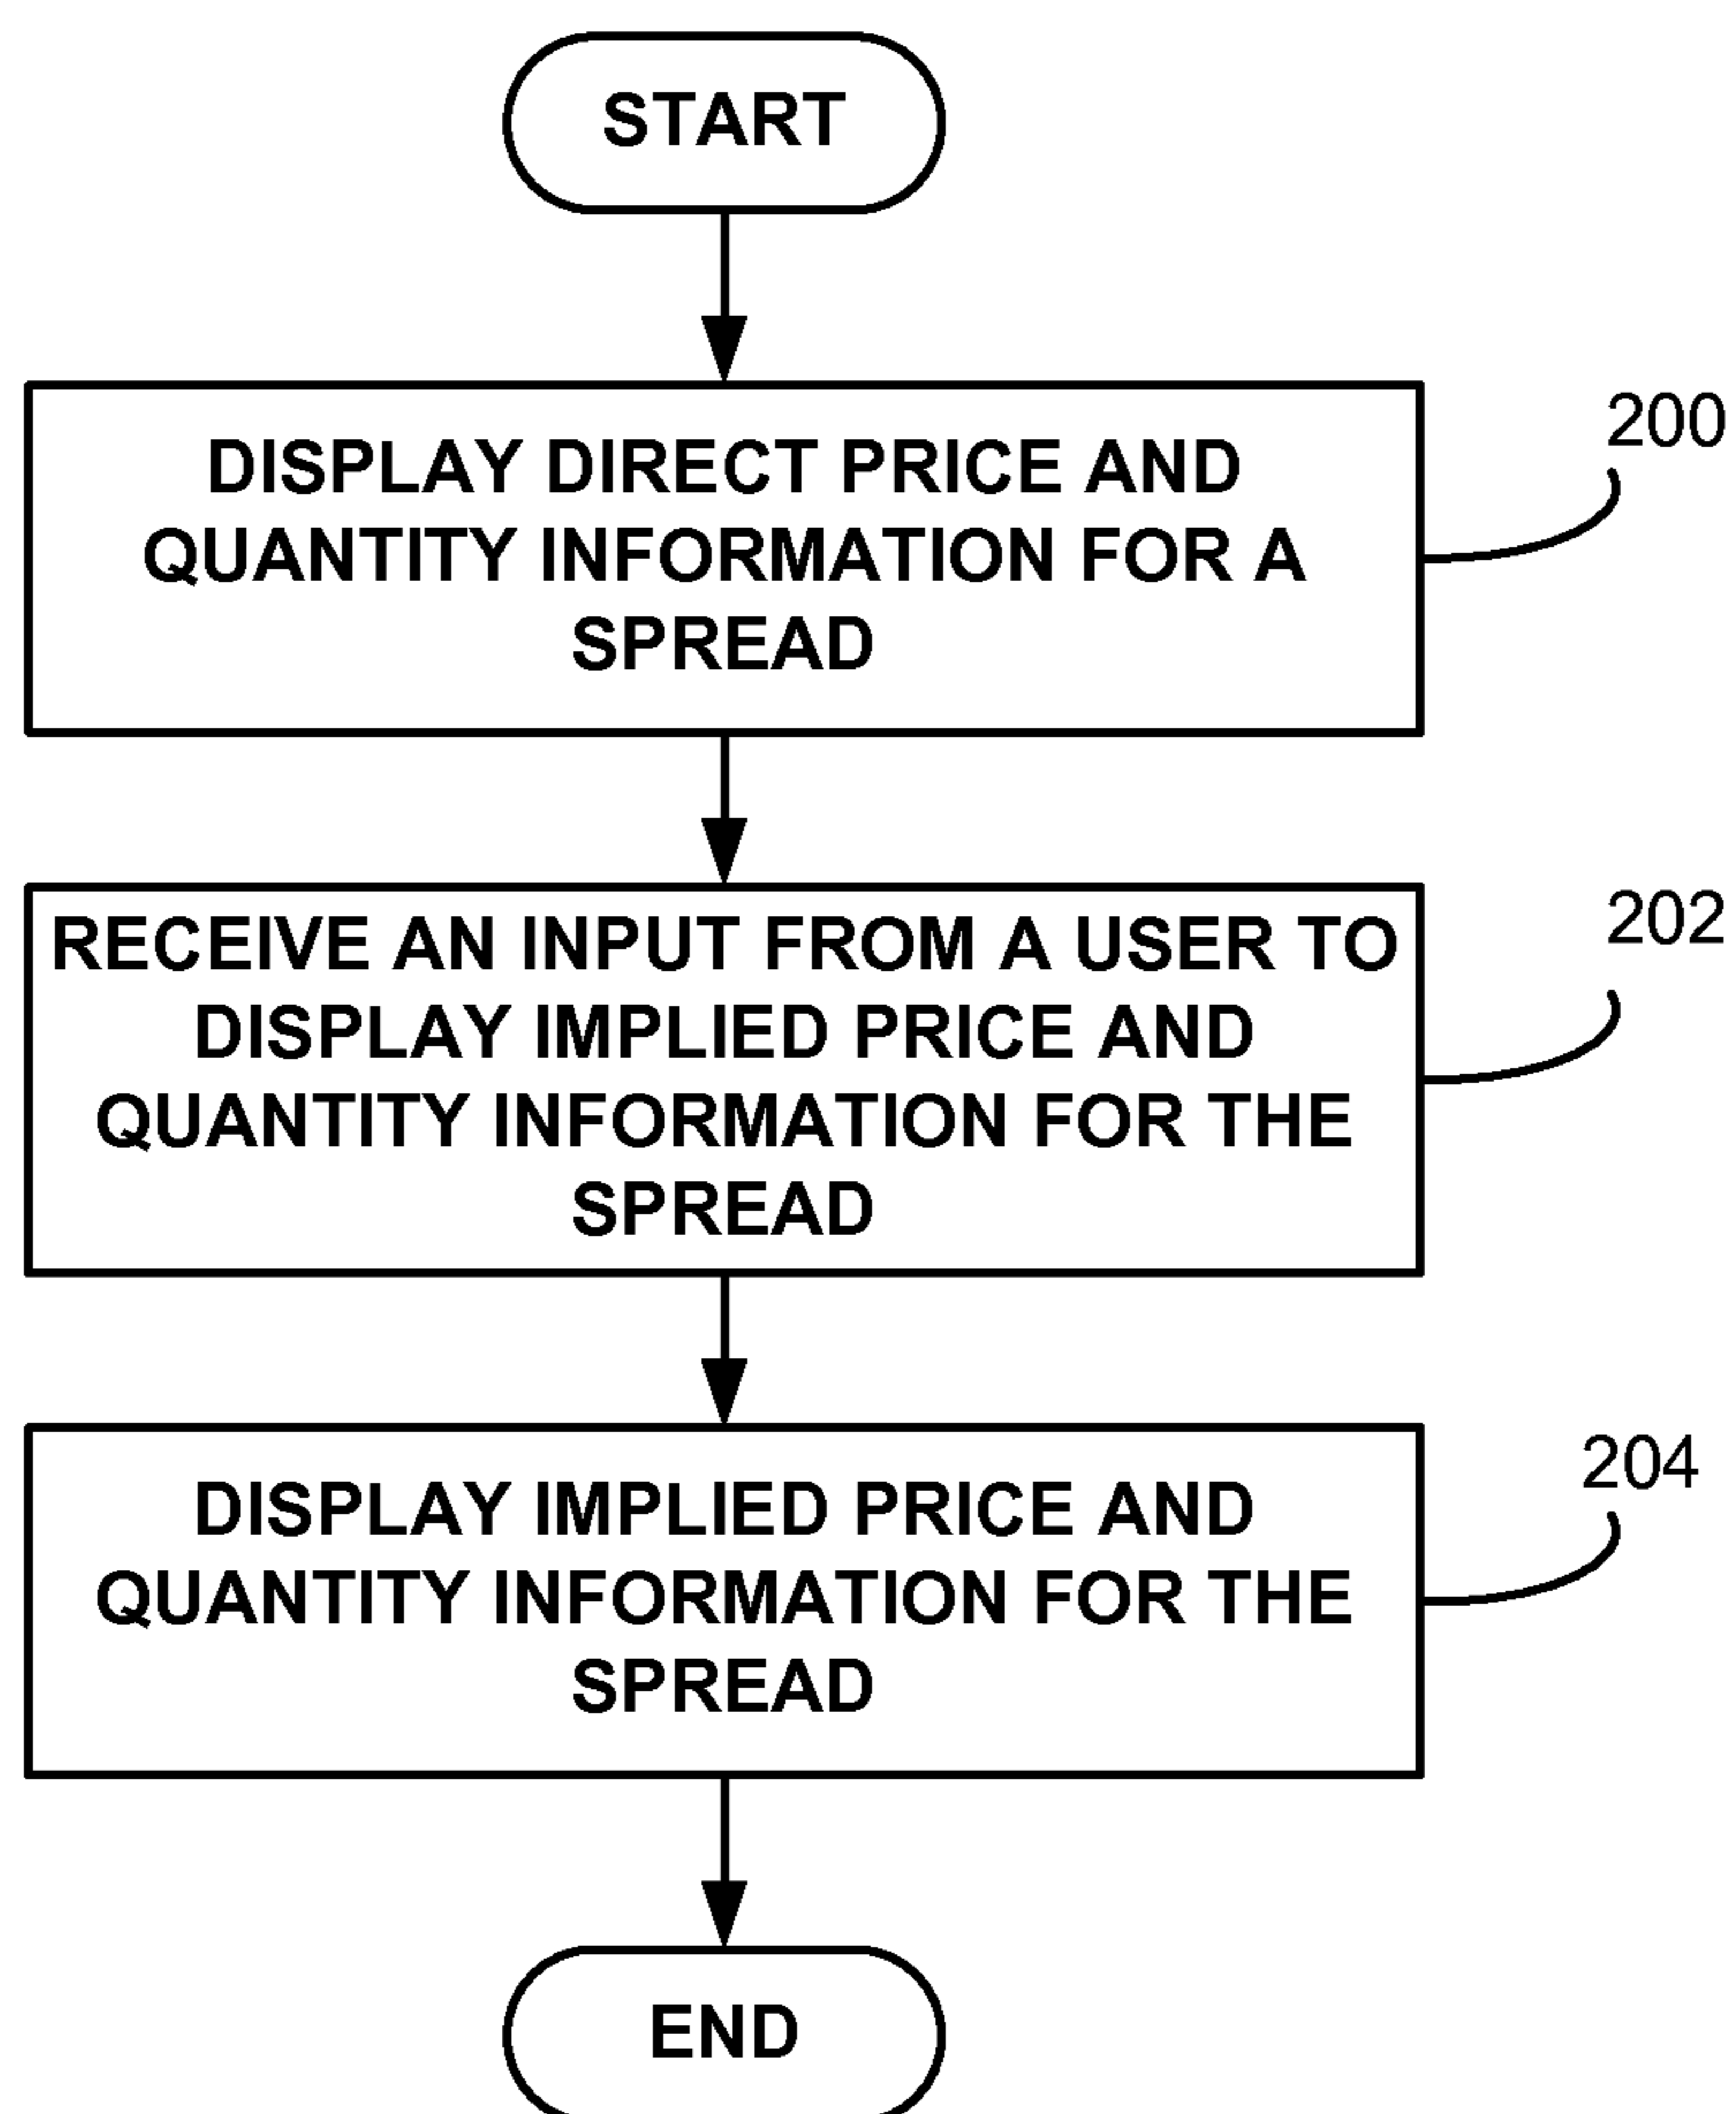 START
DISPLAY DIRECT PRICE AND
QUANTITY INFORMATION FOR A
SPREAD
200
RECEIVE AN INPUT FROM A USER TO
DISPLAY IMPLIED PRICE AND
QUANTITY INFORMATION FOR THE
SPREAD
202
DISPLAY IMPLIED PRICE AND
QUANTITY INFORMATION FOR THE
SPREAD
204
END